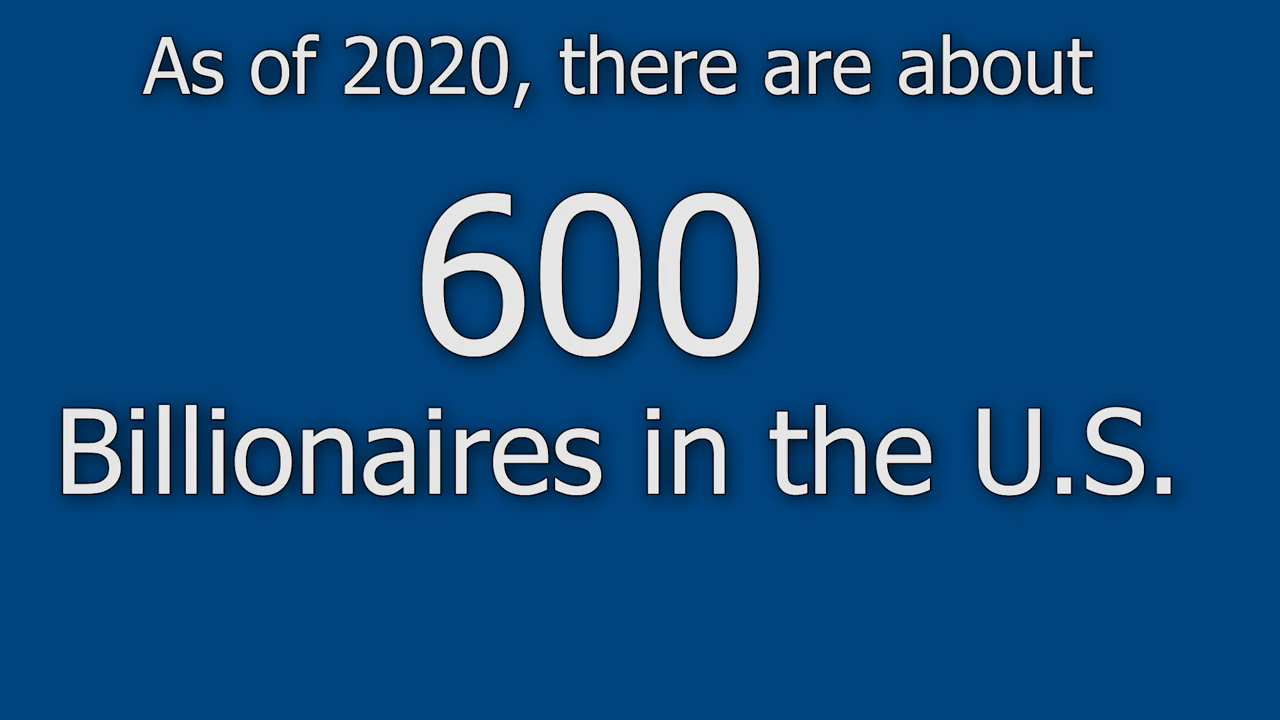 As of 2020, there are about
600
Billionaires in the U.S.